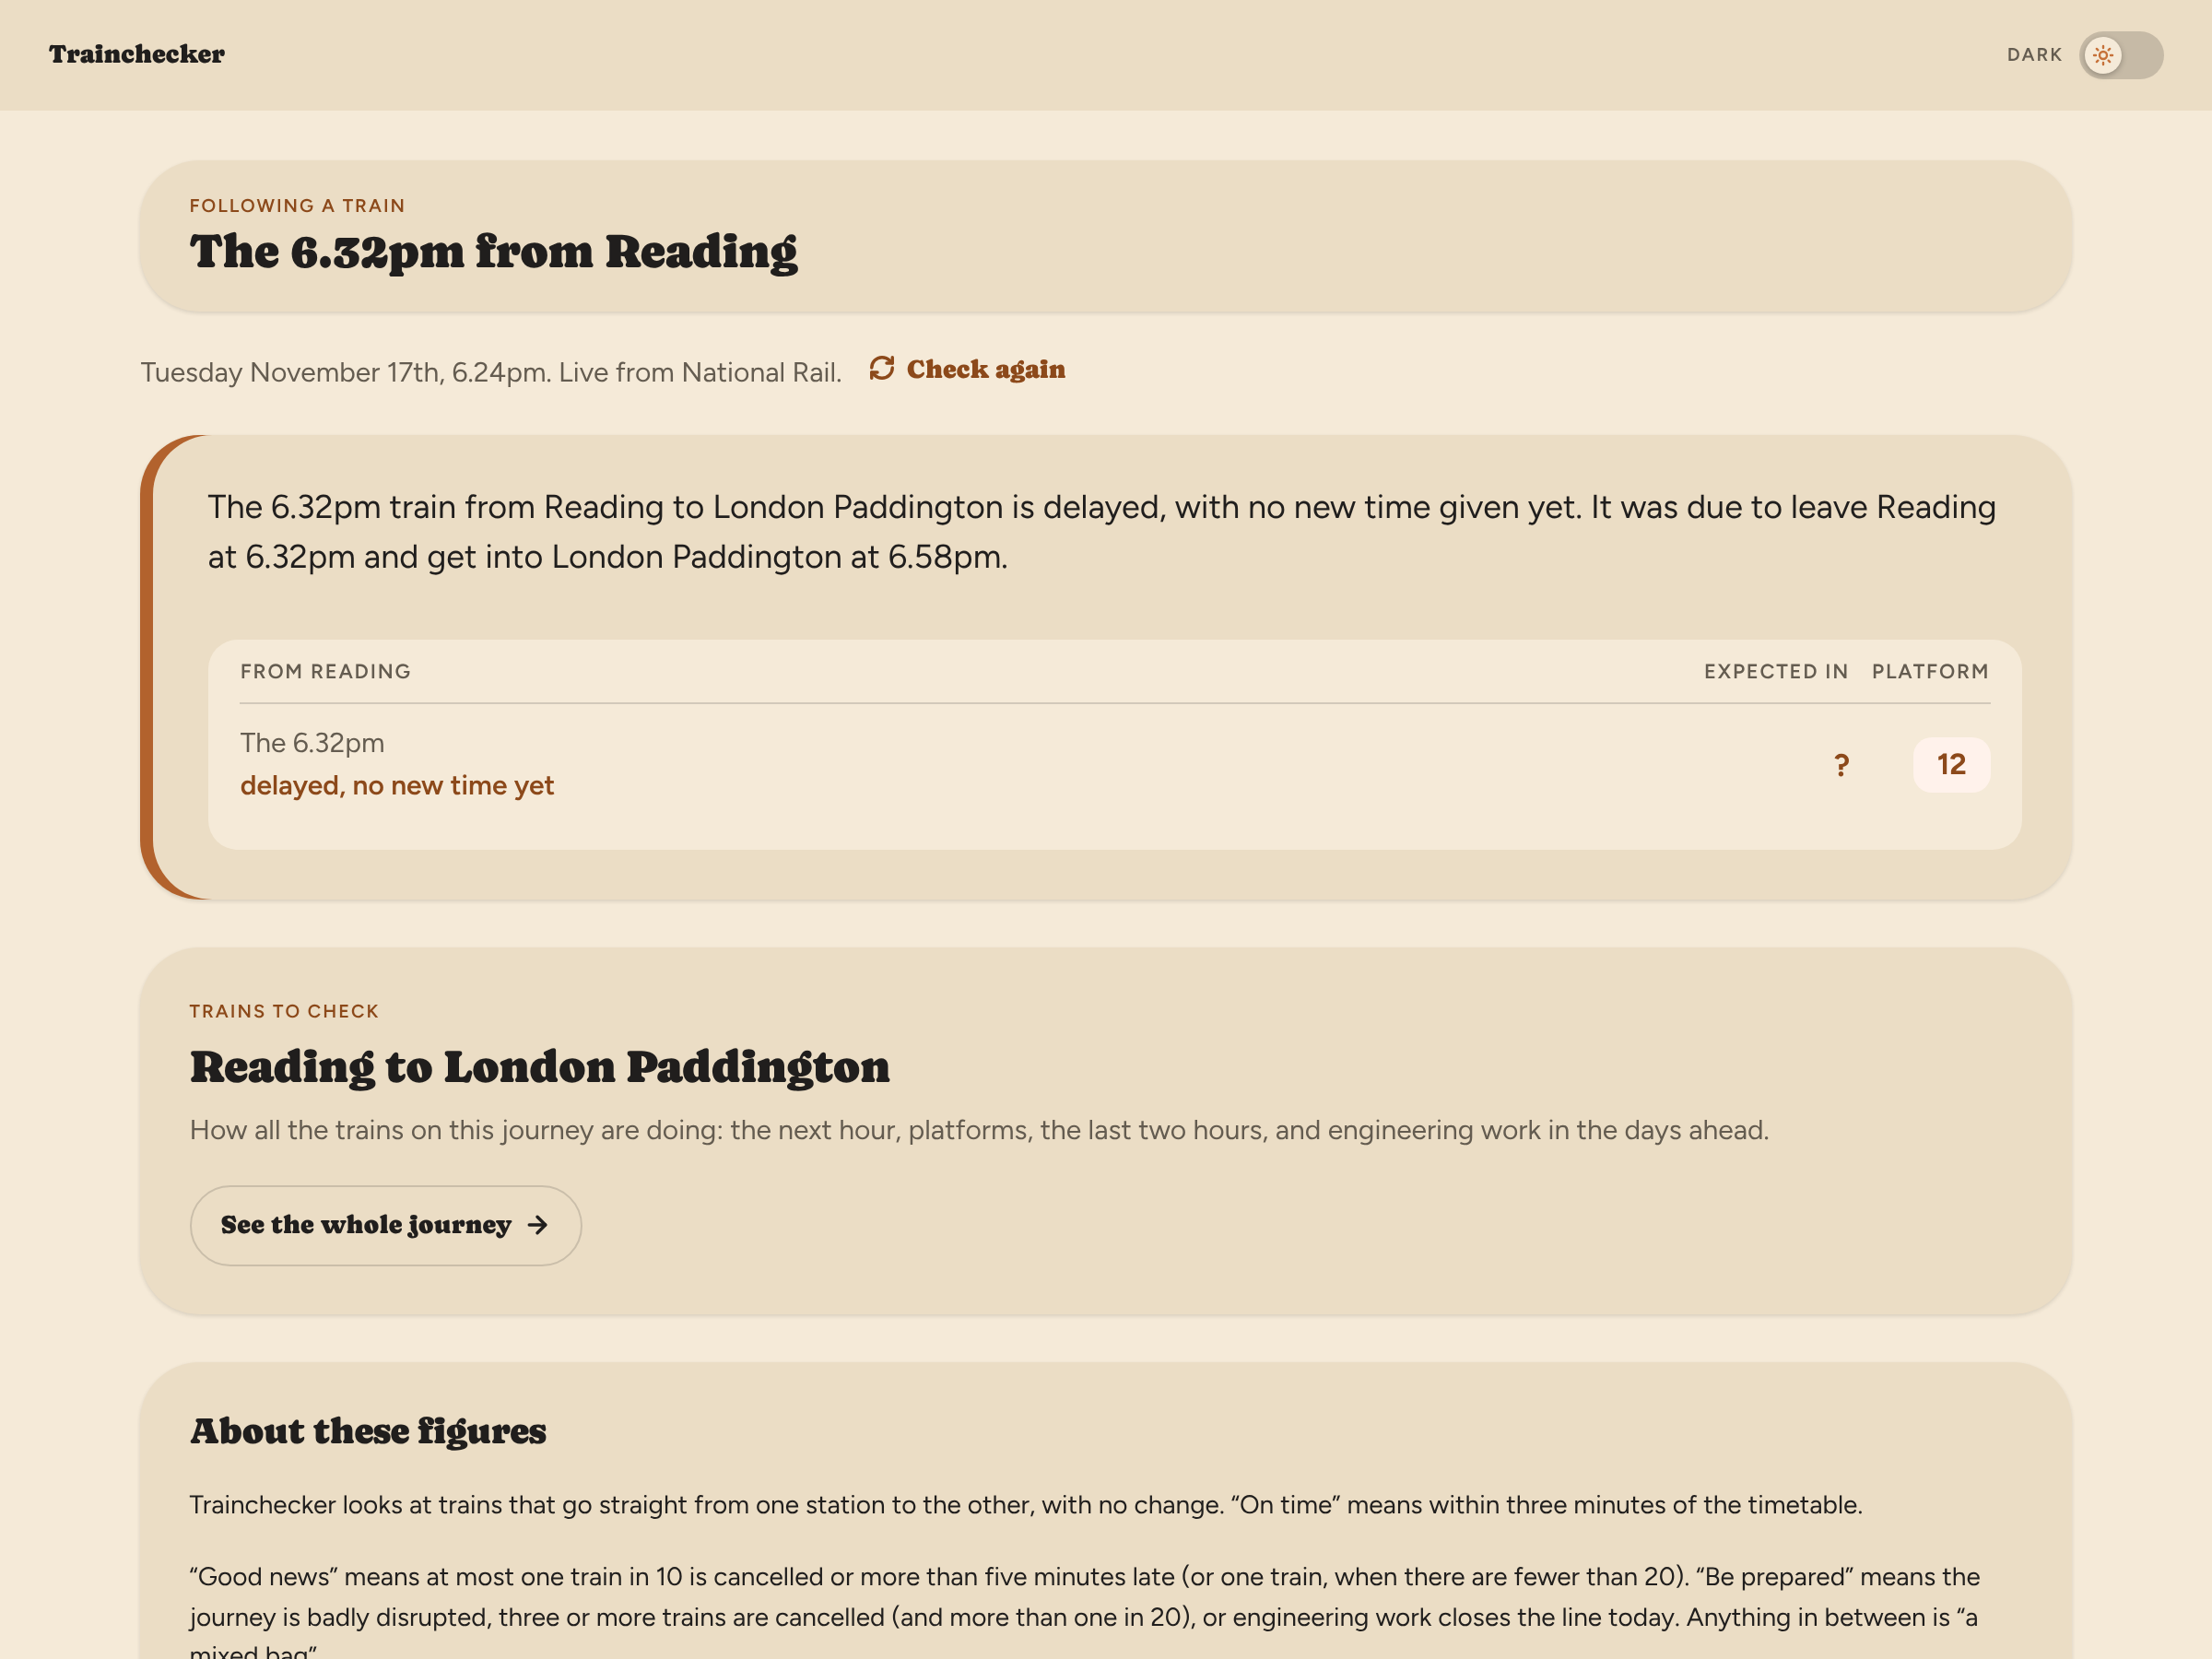 Trainchecker
DARK
FOLLOWING A TRAIN
The 6.32pm from Reading
Tuesday November 17th, 6.24pm. Live from National Rail.
Check again
The 6.32pm train from Reading to London Paddington is delayed, with no new time given yet. It was due to leave Reading
at 6.32pm and get into London Paddington at 6.58pm.
FROM READING
EXPECTED IN
PLATFORM
The 6.32pm
delayed, no new time yet
?
12
TRAINS TO CHECK
Reading to London Paddington
How all the trains on this journey are doing: the next hour, platforms, the last two hours, and engineering work in the days ahead.
See the whole journey →
About these figures
Trainchecker looks at trains that go straight from one station to the other, with no change. “On time” means within three minutes of the timetable.
“Good news” means at most one train in 10 is cancelled or more than five minutes late (or one train, when there are fewer than 20). “Be prepared” means the
journey is badly disrupted, three or more trains are cancelled (and more than one in 20), or engineering work closes the line today. Anything in between is “a
mixed bag”